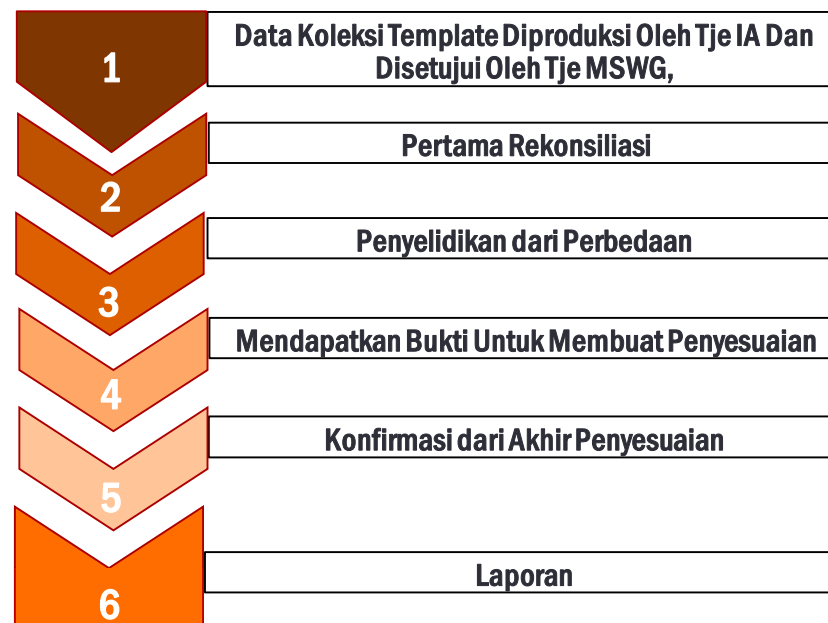 1
Data Koleksi Template Diproduksi Oleh Tje IA Dan
Disetujui Oleh Tje MSWG,
2
Pertama Rekonsiliasi
3
Penyelidikan dari Perbedaan
4
Mendapatkan Bukti Untuk Membuat Penyesuaian
5
Konfirmasi dari Akhir Penyesuaian
6
Laporan